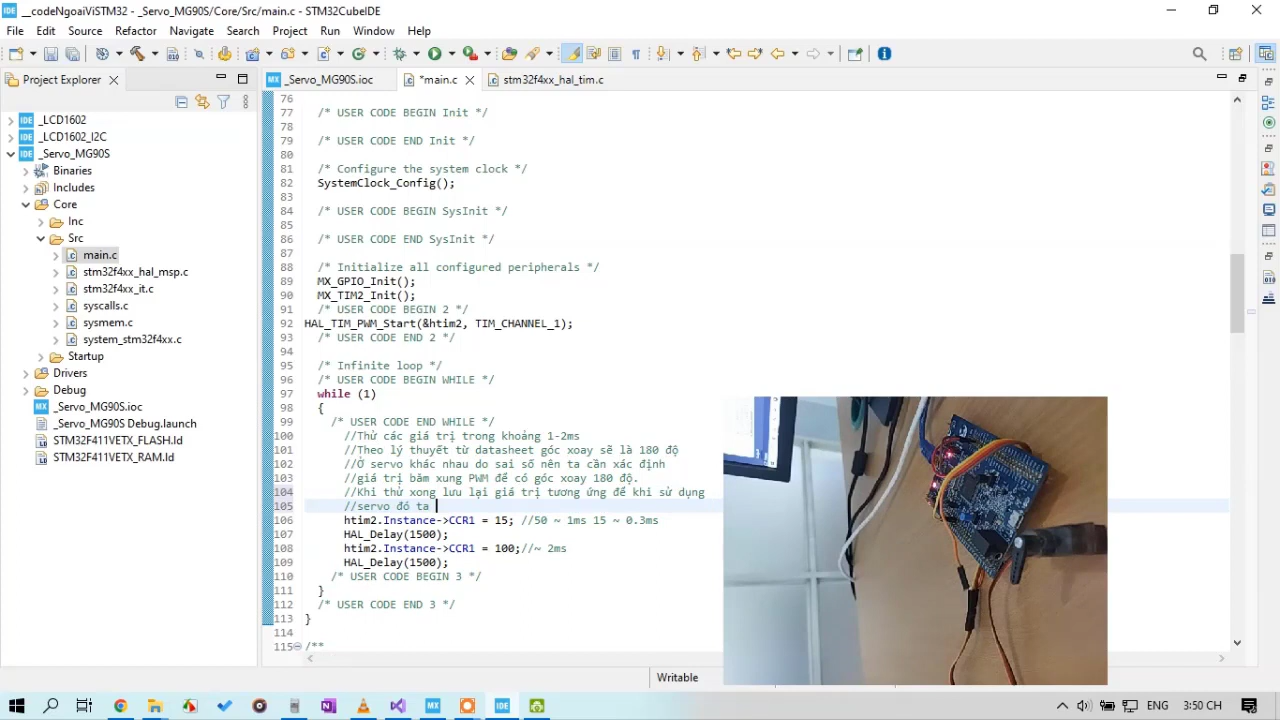 __codeNgoaiViSTM32 - _Servo_MG90S/Core/Src/main.c - STM32CubeIDE
File Edit Source Refactor Navigate Search Project Run Window Help
Project Explorer
_Servo_MG90S.ioc
*main.c
stm32f4xx_hal_tim.c
_LCD1602
_LCD1602_I2C
_Servo_MG90S
Binaries
Includes
Core
Inc
Src
main.c
stm32f4xx_hal_msp.c
stm32f4xx_it.c
syscalls.c
sysmem.c
system_stm32f4xx.c
Startup
Drivers
Debug
_Servo_MG90S.ioc
_Servo_MG90S Debug.launch
STM32F411VETX_FLASH.ld
STM32F411VETX_RAM.ld
76
77 /* USER CODE BEGIN Init */
78
79 /* USER CODE END Init */
80
81 /* Configure the system clock */
82 SystemClock_Config();
83
84 /* USER CODE BEGIN SysInit */
85
86 /* USER CODE END SysInit */
87
88 /* Initialize all configured peripherals */
89 MX_GPIO_Init();
90 MX_TIM2_Init();
91 /* USER CODE BEGIN 2 */
92 HAL_TIM_PWM_Start(&htim2, TIM_CHANNEL_1);
93 /* USER CODE END 2 */
94
95 /* Infinite loop */
96 /* USER CODE BEGIN WHILE */
97 while (1)
98 {
99 /* USER CODE END WHILE */
100 //Thử các giá trị trong khoảng 1-2ms
101 //Theo lý thuyết từ datasheet góc xoay sẽ là 180 độ
102 //Ở servo khác nhau do sai số nên ta cần xác định
103 //giá trị băm xung PWM để có góc xoay 180 độ.
104 //Khi thử xong lưu lại giá trị tương ứng để khi sử dụng
105 //servo đó ta
106 htim2.Instance->CCR1 = 15; //50 ~ 1ms 15 ~ 0.3ms
107 HAL_Delay(1500);
108 htim2.Instance->CCR1 = 100;//~ 2ms
109 HAL_Delay(1500);
110 /* USER CODE BEGIN 3 */
111 }
112 /* USER CODE END 3 */
113 }
114
115 /**
Writable
ENG 3:50 CH